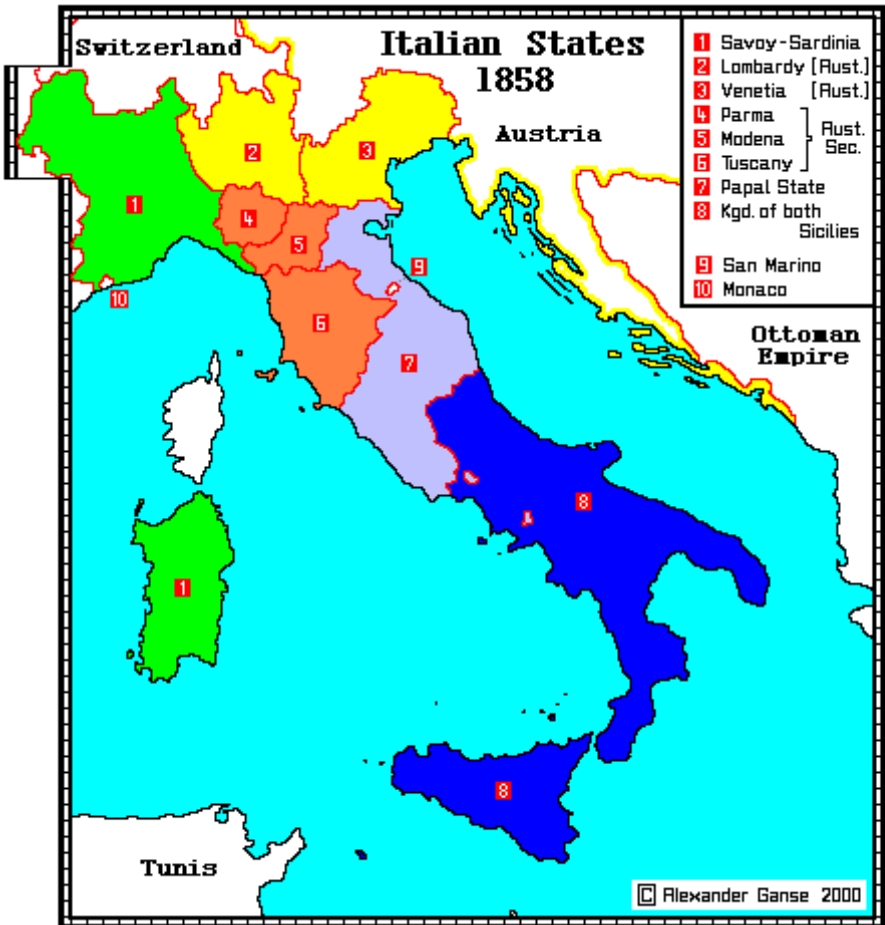 Switzerland
Italian States
1858
Austria
1 Savoy-Sardinia
2 Lombardy [Aust.]
3 Venetia [Aust.]
4 Parma
5 Modena
6 Tuscany
Aust.
Sec.
7 Papal State
8 Kgd. of both
Sicilies
9 San Marino
10 Monaco
Ottoman
Empire
2
3
1
4
5
9
10
6
7
8
1
8
Tunis
C Alexander Ganse 2000